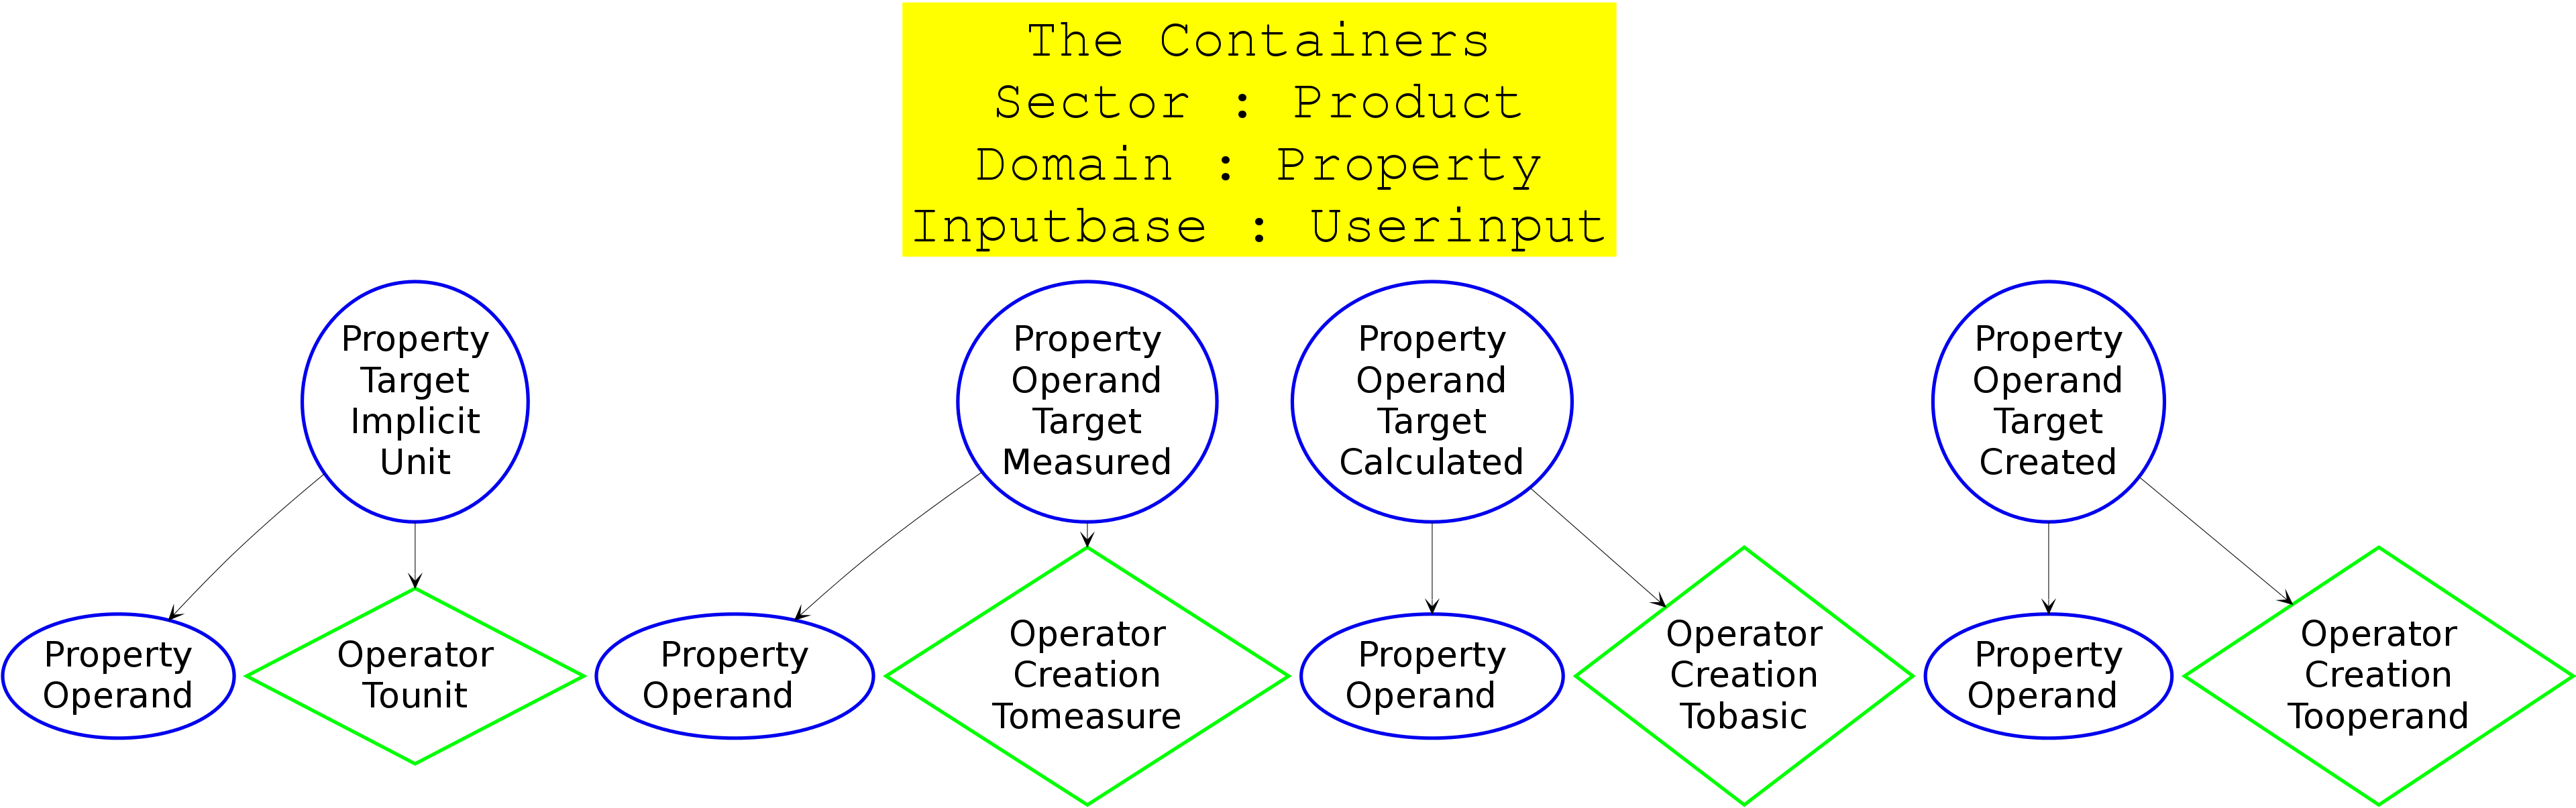 The Containers
Sector : Product
Domain : Property
Inputbase : Userinput
Property
Target
Implicit
Unit
Property
Operand
Target
Measured
Property
Operand
Target
Calculated
Property
Operand
Target
Created
Property
Operand
Operator
Tounit
Property
Operand
Operator
Creation
Tomeasure
Property
Operand
Operator
Creation
Tobasic
Property
Operand
Operator
Creation
Tooperand